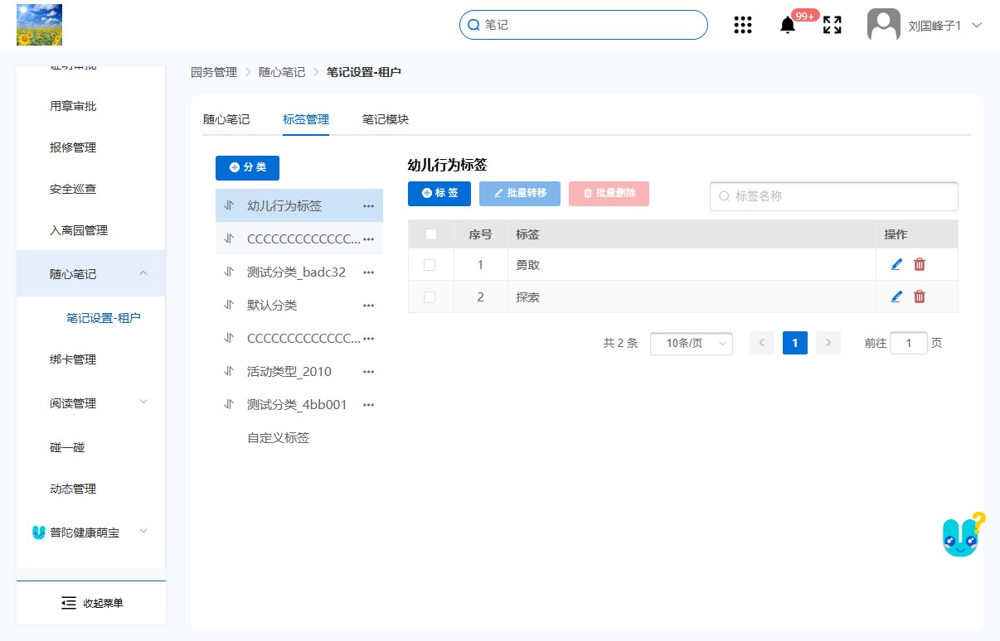 笔记
99+
刘国峰子1
证明审批
用章审批
报修管理
安全巡查
入离园管理
随心笔记
笔记设置-租户
绑卡管理
阅读管理
碰一碰
动态管理
普陀健康萌宝
收起菜单
园务管理 > 随心笔记 > 笔记设置-租户
随心笔记 标签管理 笔记模块
分 类
幼儿行为标签
CCCCCCCCCCCCC...
测试分类_badc32
默认分类
CCCCCCCCCCCCC...
活动类型_2010
测试分类_4bb001
自定义标签
幼儿行为标签
标 签 批量转移 批量删除 标签名称
序号 标签 操作
1 勇敢
2 探索
共 2 条 10条/页 1 前往 1 页